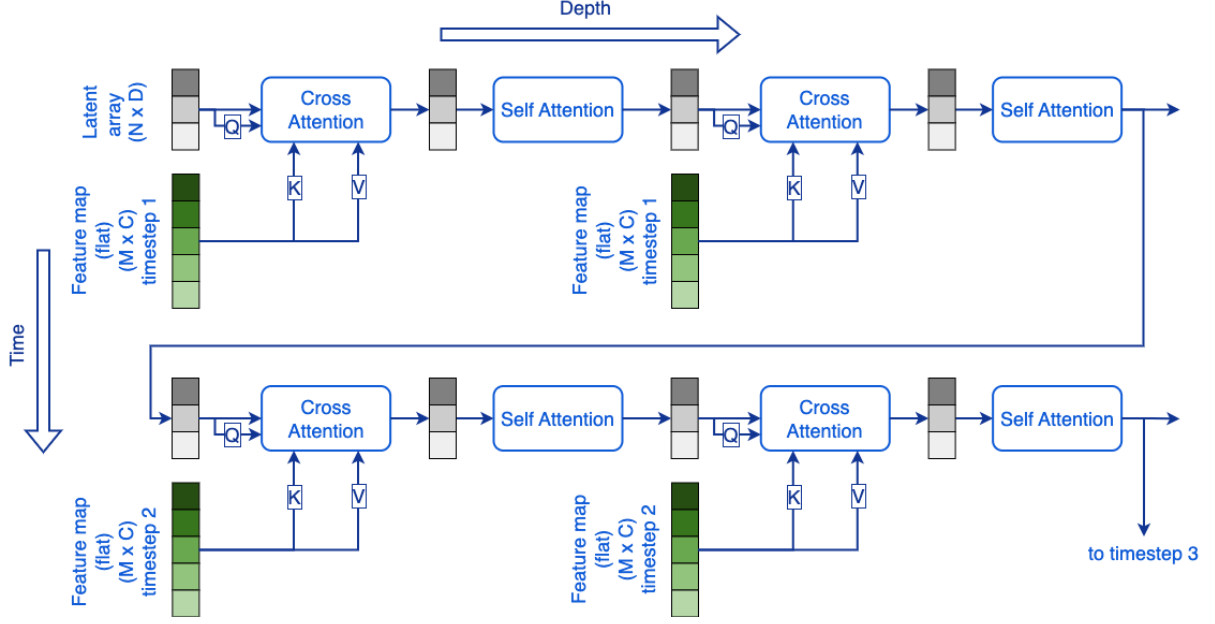 Depth
Latent
array
(N x D)
Q
Cross
Attention
Self Attention
Q
Cross
Attention
Self Attention
K
V
K
V
Feature map
(flat)
(M x C)
timestep 1
Feature map
(flat)
(M x C)
timestep 1
Time
Q
Cross
Attention
Self Attention
Q
Cross
Attention
Self Attention
K
V
K
V
Feature map
(flat)
(M x C)
timestep 2
Feature map
(flat)
(M x C)
timestep 2
to timestep 3